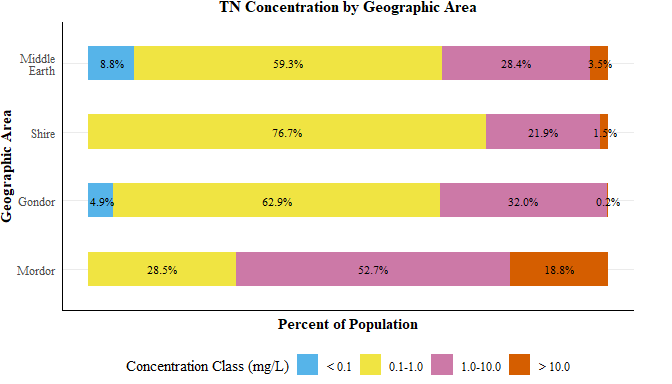 TN Concentration by Geographic Area
Geographic Area
Middle
Earth
8.8% 59.3% 28.4% 3.5%
Shire
76.7% 21.9% 1.5%
Gondor
4.9% 62.9% 32.0% 0.2%
Mordor
28.5% 52.7% 18.8%
Percent of Population
Concentration Class (mg/L) < 0.1 0.1-1.0 1.0-10.0 > 10.0